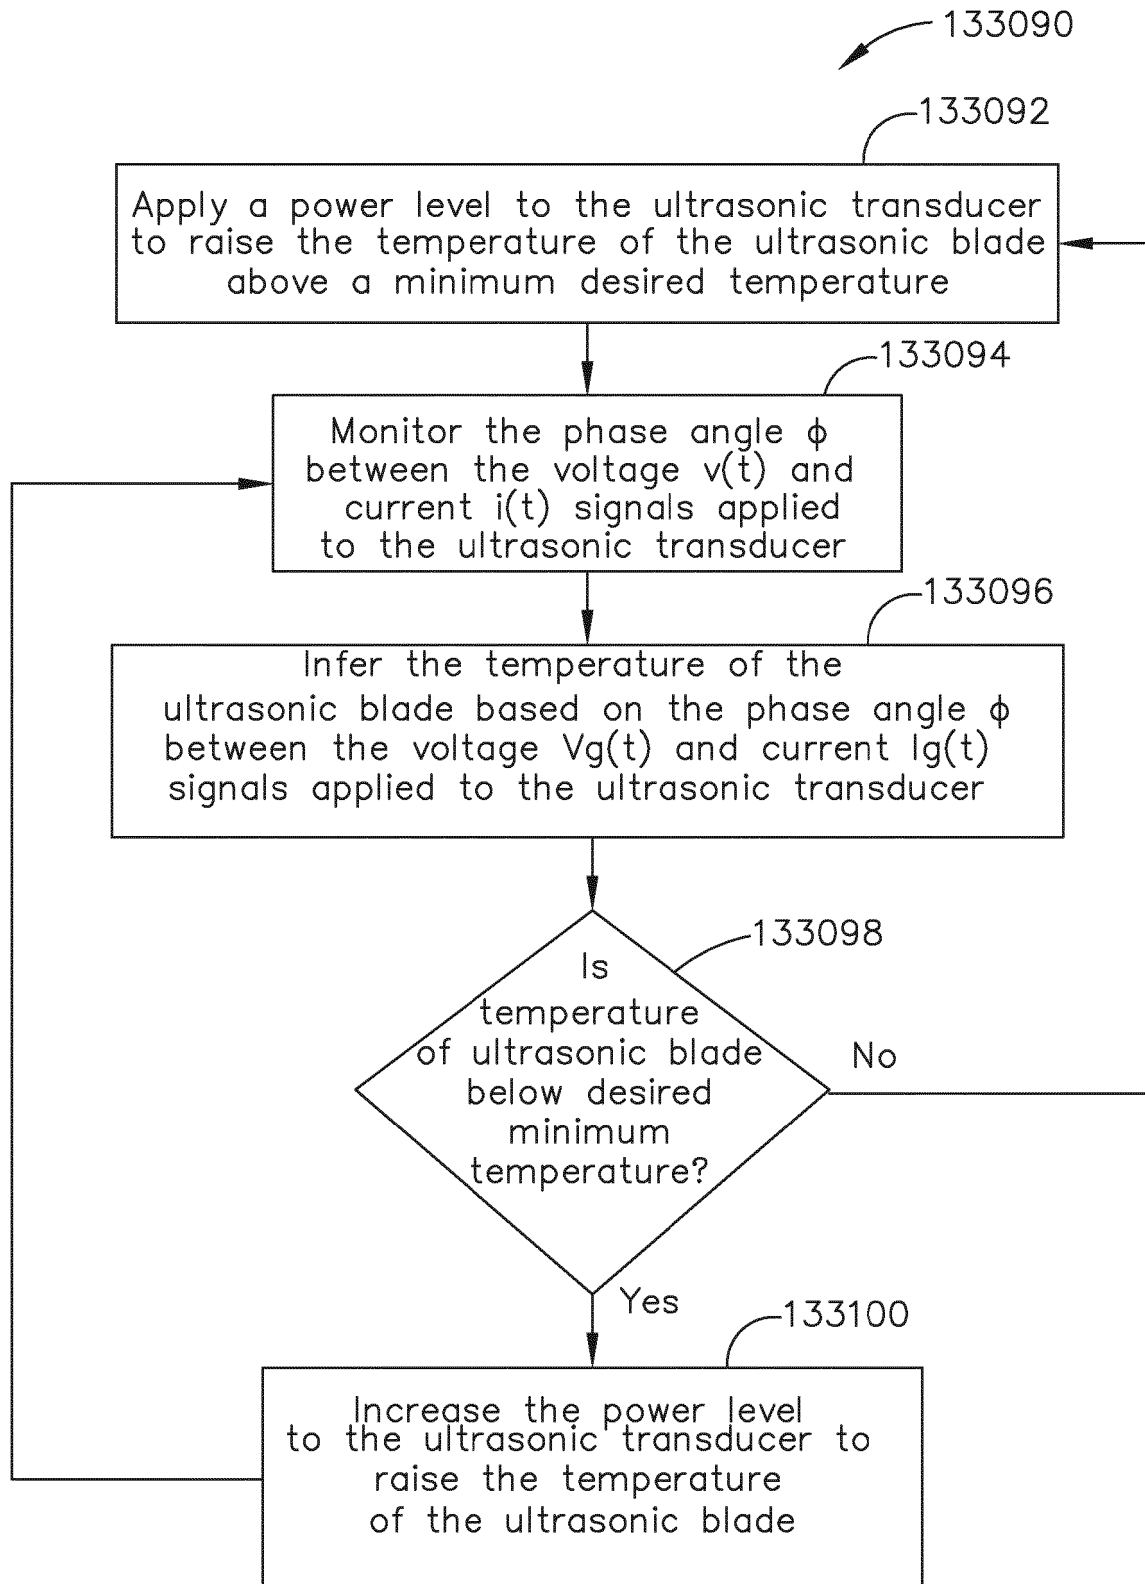 133090
133092
Apply a power level to the ultrasonic transducer
to raise the temperature of the ultrasonic blade
above a minimum desired temperature
133094
Monitor the phase angle ϕ
between the voltage v(t) and
current i(t) signals applied
to the ultrasonic transducer
133096
Infer the temperature of the
ultrasonic blade based on the phase angle ϕ
between the voltage Vg(t) and current Ig(t)
signals applied to the ultrasonic transducer
133098
Is
temperature
of ultrasonic blade
below desired
minimum
temperature?
No
Yes
133100
Increase the power level
to the ultrasonic transducer to
raise the temperature
of the ultrasonic blade